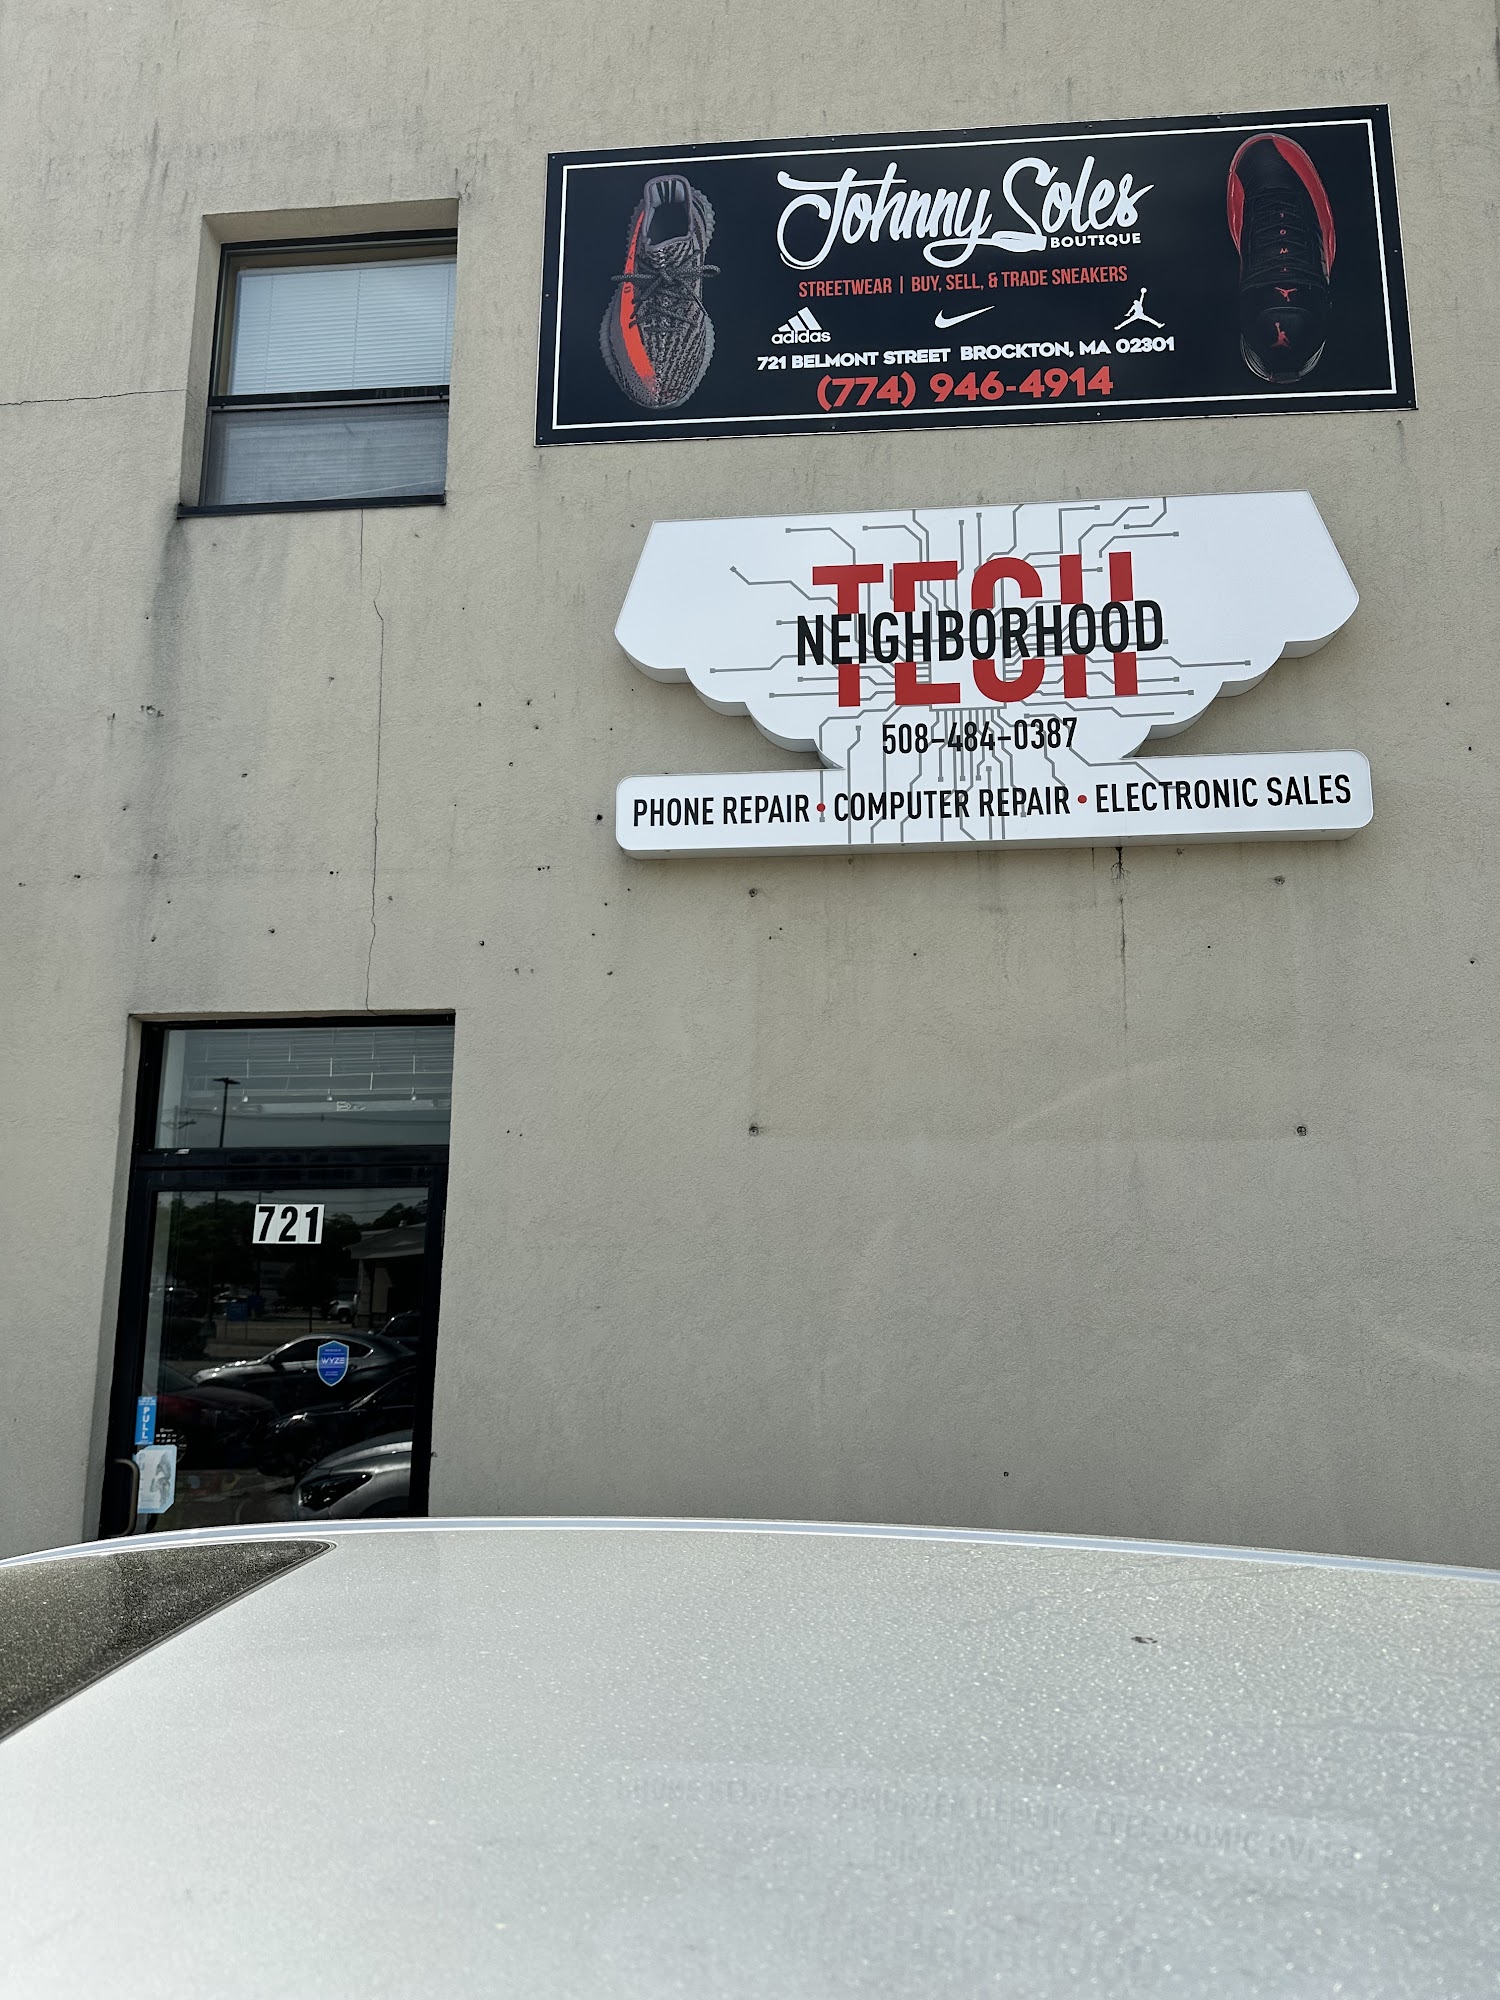 Johnny Soles
BOUTIQUE
STREETWEAR | BUY, SELL, & TRADE SNEAKERS
adidas
721 BELMONT STREET BROCKTON, MA 02301
(774) 946-4914
TECH
NEIGHBORHOOD
508-484-0387
PHONE REPAIR • COMPUTER REPAIR • ELECTRONIC SALES
721
WYZE
PULL